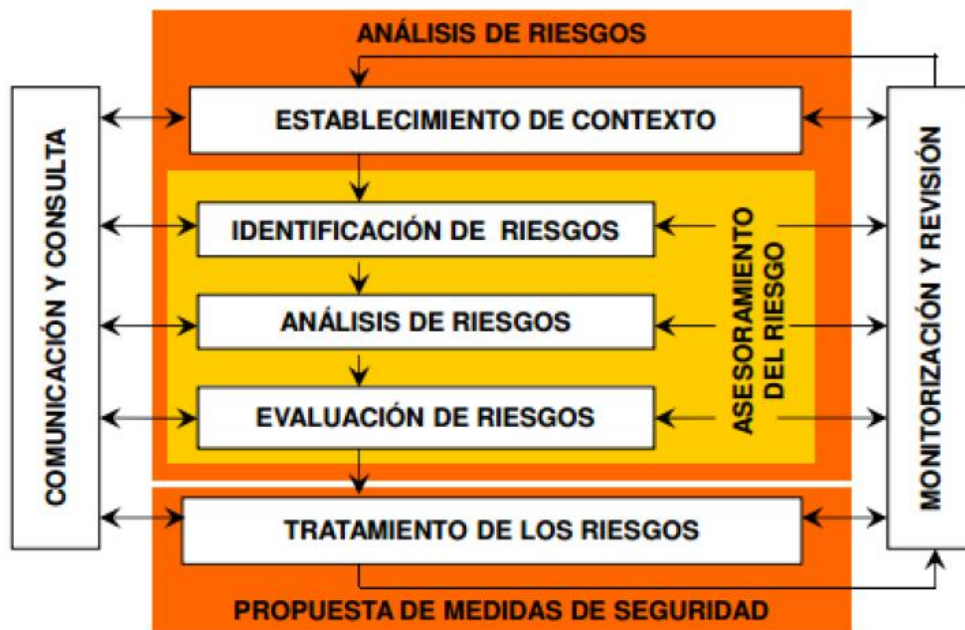 ANÁLISIS DE RIESGOS
COMUNICACIÓN Y CONSULTA
ESTABLECIMIENTO DE CONTEXTO
IDENTIFICACIÓN DE RIESGOS
ANÁLISIS DE RIESGOS
EVALUACIÓN DE RIESGOS
ASESORAMIENTO
DEL RIESGO
MONITORIZACIÓN Y REVISIÓN
TRATAMIENTO DE LOS RIESGOS
PROPUESTA DE MEDIDAS DE SEGURIDAD